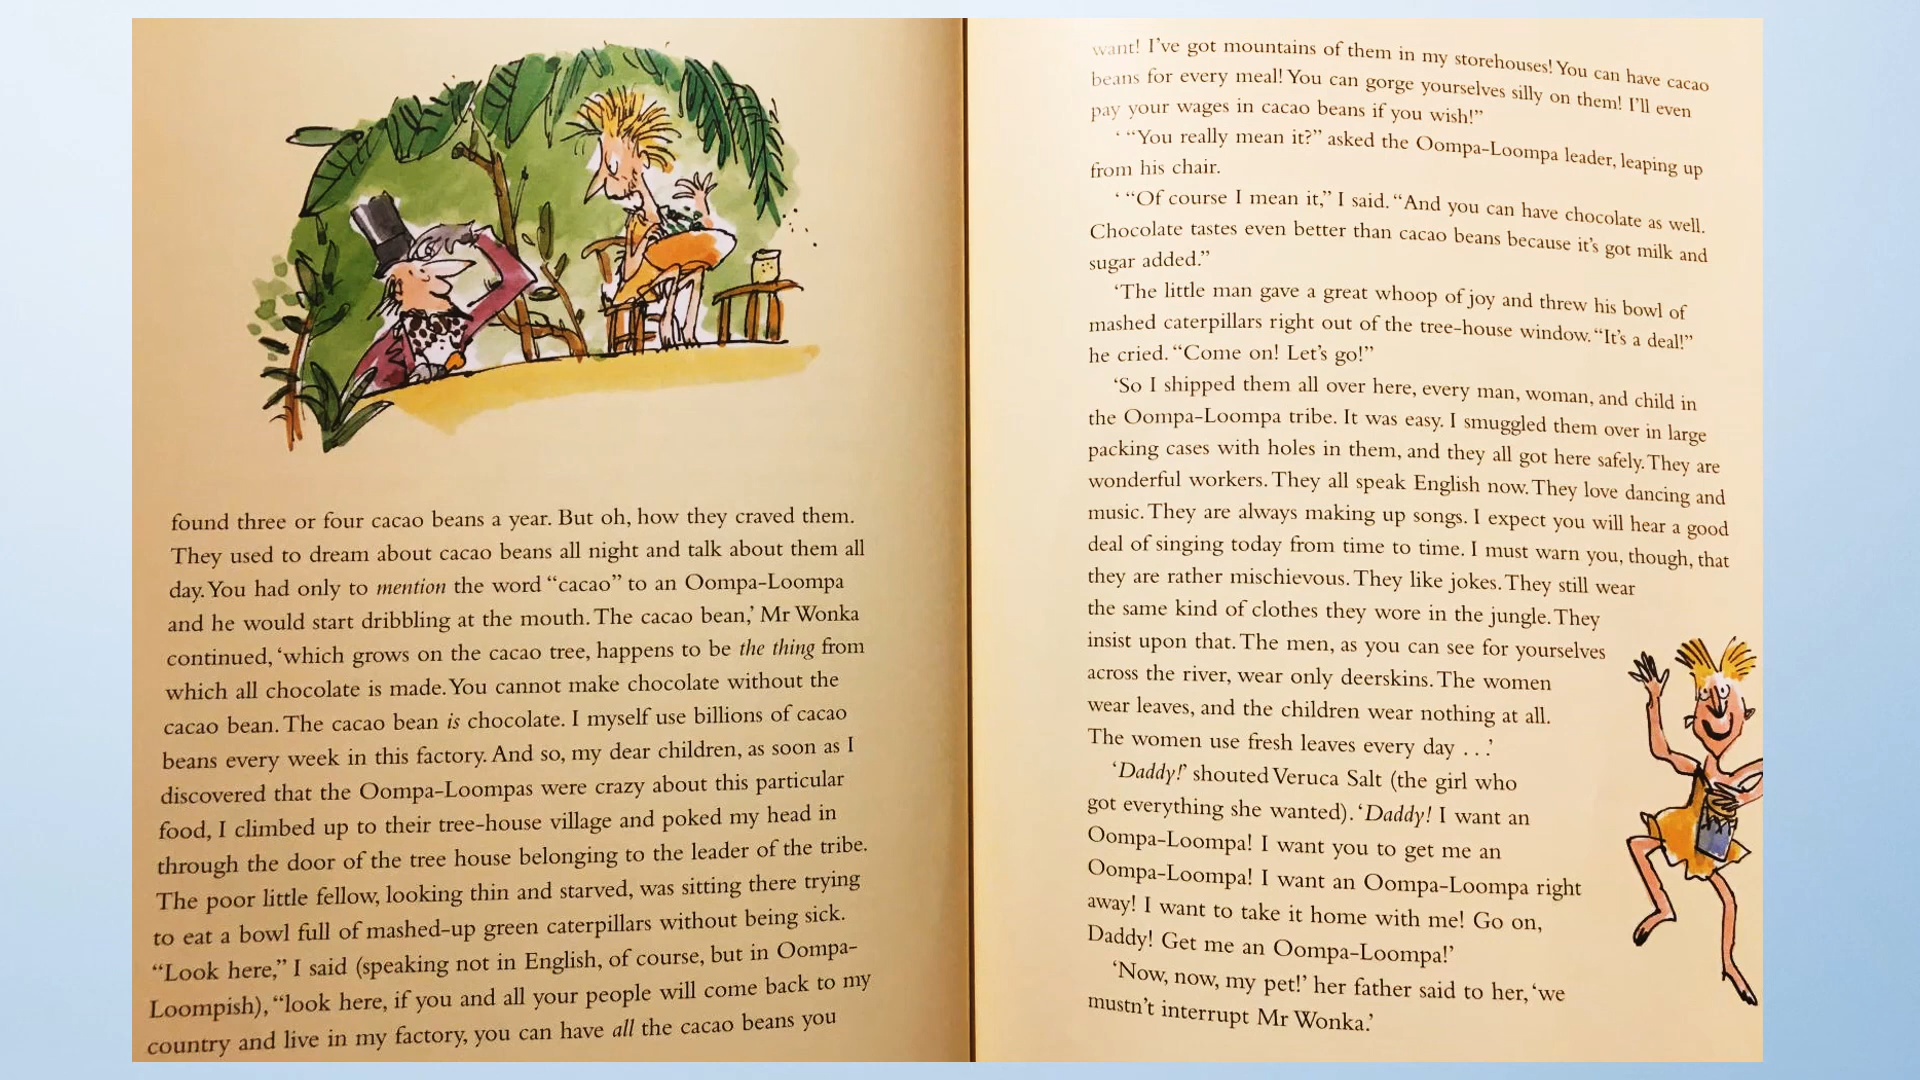 found three or four cacao beans a year. But oh, how they craved them.
They used to dream about cacao beans all night and talk about them all
day. You had only to mention the word “cacao” to an Oompa-Loompa
and he would start dribbling at the mouth. The cacao bean,’ Mr Wonka
continued, ‘which grows on the cacao tree, happens to be the thing from
which all chocolate is made. You cannot make chocolate without the
cacao bean. The cacao bean is chocolate. I myself use billions of cacao
beans every week in this factory. And so, my dear children, as soon as I
discovered that the Oompa-Loompas were crazy about this particular
food, I climbed up to their tree-house village and poked my head in
through the door of the tree house belonging to the leader of the tribe.
The poor little fellow, looking thin and starved, was sitting there trying
to eat a bowl full of mashed-up green caterpillars without being sick.
“Look here,” I said (speaking not in English, of course, but in Oompa-
Loompish), “look here, if you and all your people will come back to my
country and live in my factory, you can have all the cacao beans you
want! I’ve got mountains of them in my storehouses! You can have cacao
beans for every meal! You can gorge yourselves silly on them! I’ll even
pay your wages in cacao beans if you wish!”
‘ “You really mean it?” asked the Oompa-Loompa leader, leaping up
from his chair.
‘ “Of course I mean it,” I said. “And you can have chocolate as well.
Chocolate tastes even better than cacao beans because it’s got milk and
sugar added.”
‘The little man gave a great whoop of joy and threw his bowl of
mashed caterpillars right out of the tree-house window. “It’s a deal!”
he cried. “Come on! Let’s go!”
‘So I shipped them all over here, every man, woman, and child in
the Oompa-Loompa tribe. It was easy. I smuggled them over in large
packing cases with holes in them, and they all got here safely. They are
wonderful workers. They all speak English now. They love dancing and
music. They are always making up songs. I expect you will hear a good
deal of singing today from time to time. I must warn you, though, that
they are rather mischievous. They like jokes. They still wear
the same kind of clothes they wore in the jungle. They
insist upon that. The men, as you can see for yourselves
across the river, wear only deerskins. The women
wear leaves, and the children wear nothing at all.
The women use fresh leaves every day . . .’
‘Daddy!’ shouted Veruca Salt (the girl who
got everything she wanted). ‘Daddy! I want an
Oompa-Loompa! I want you to get me an
Oompa-Loompa! I want an Oompa-Loompa right
away! I want to take it home with me! Go on,
Daddy! Get me an Oompa-Loompa!’
‘Now, now, my pet!’ her father said to her, ‘we
mustn’t interrupt Mr Wonka.’